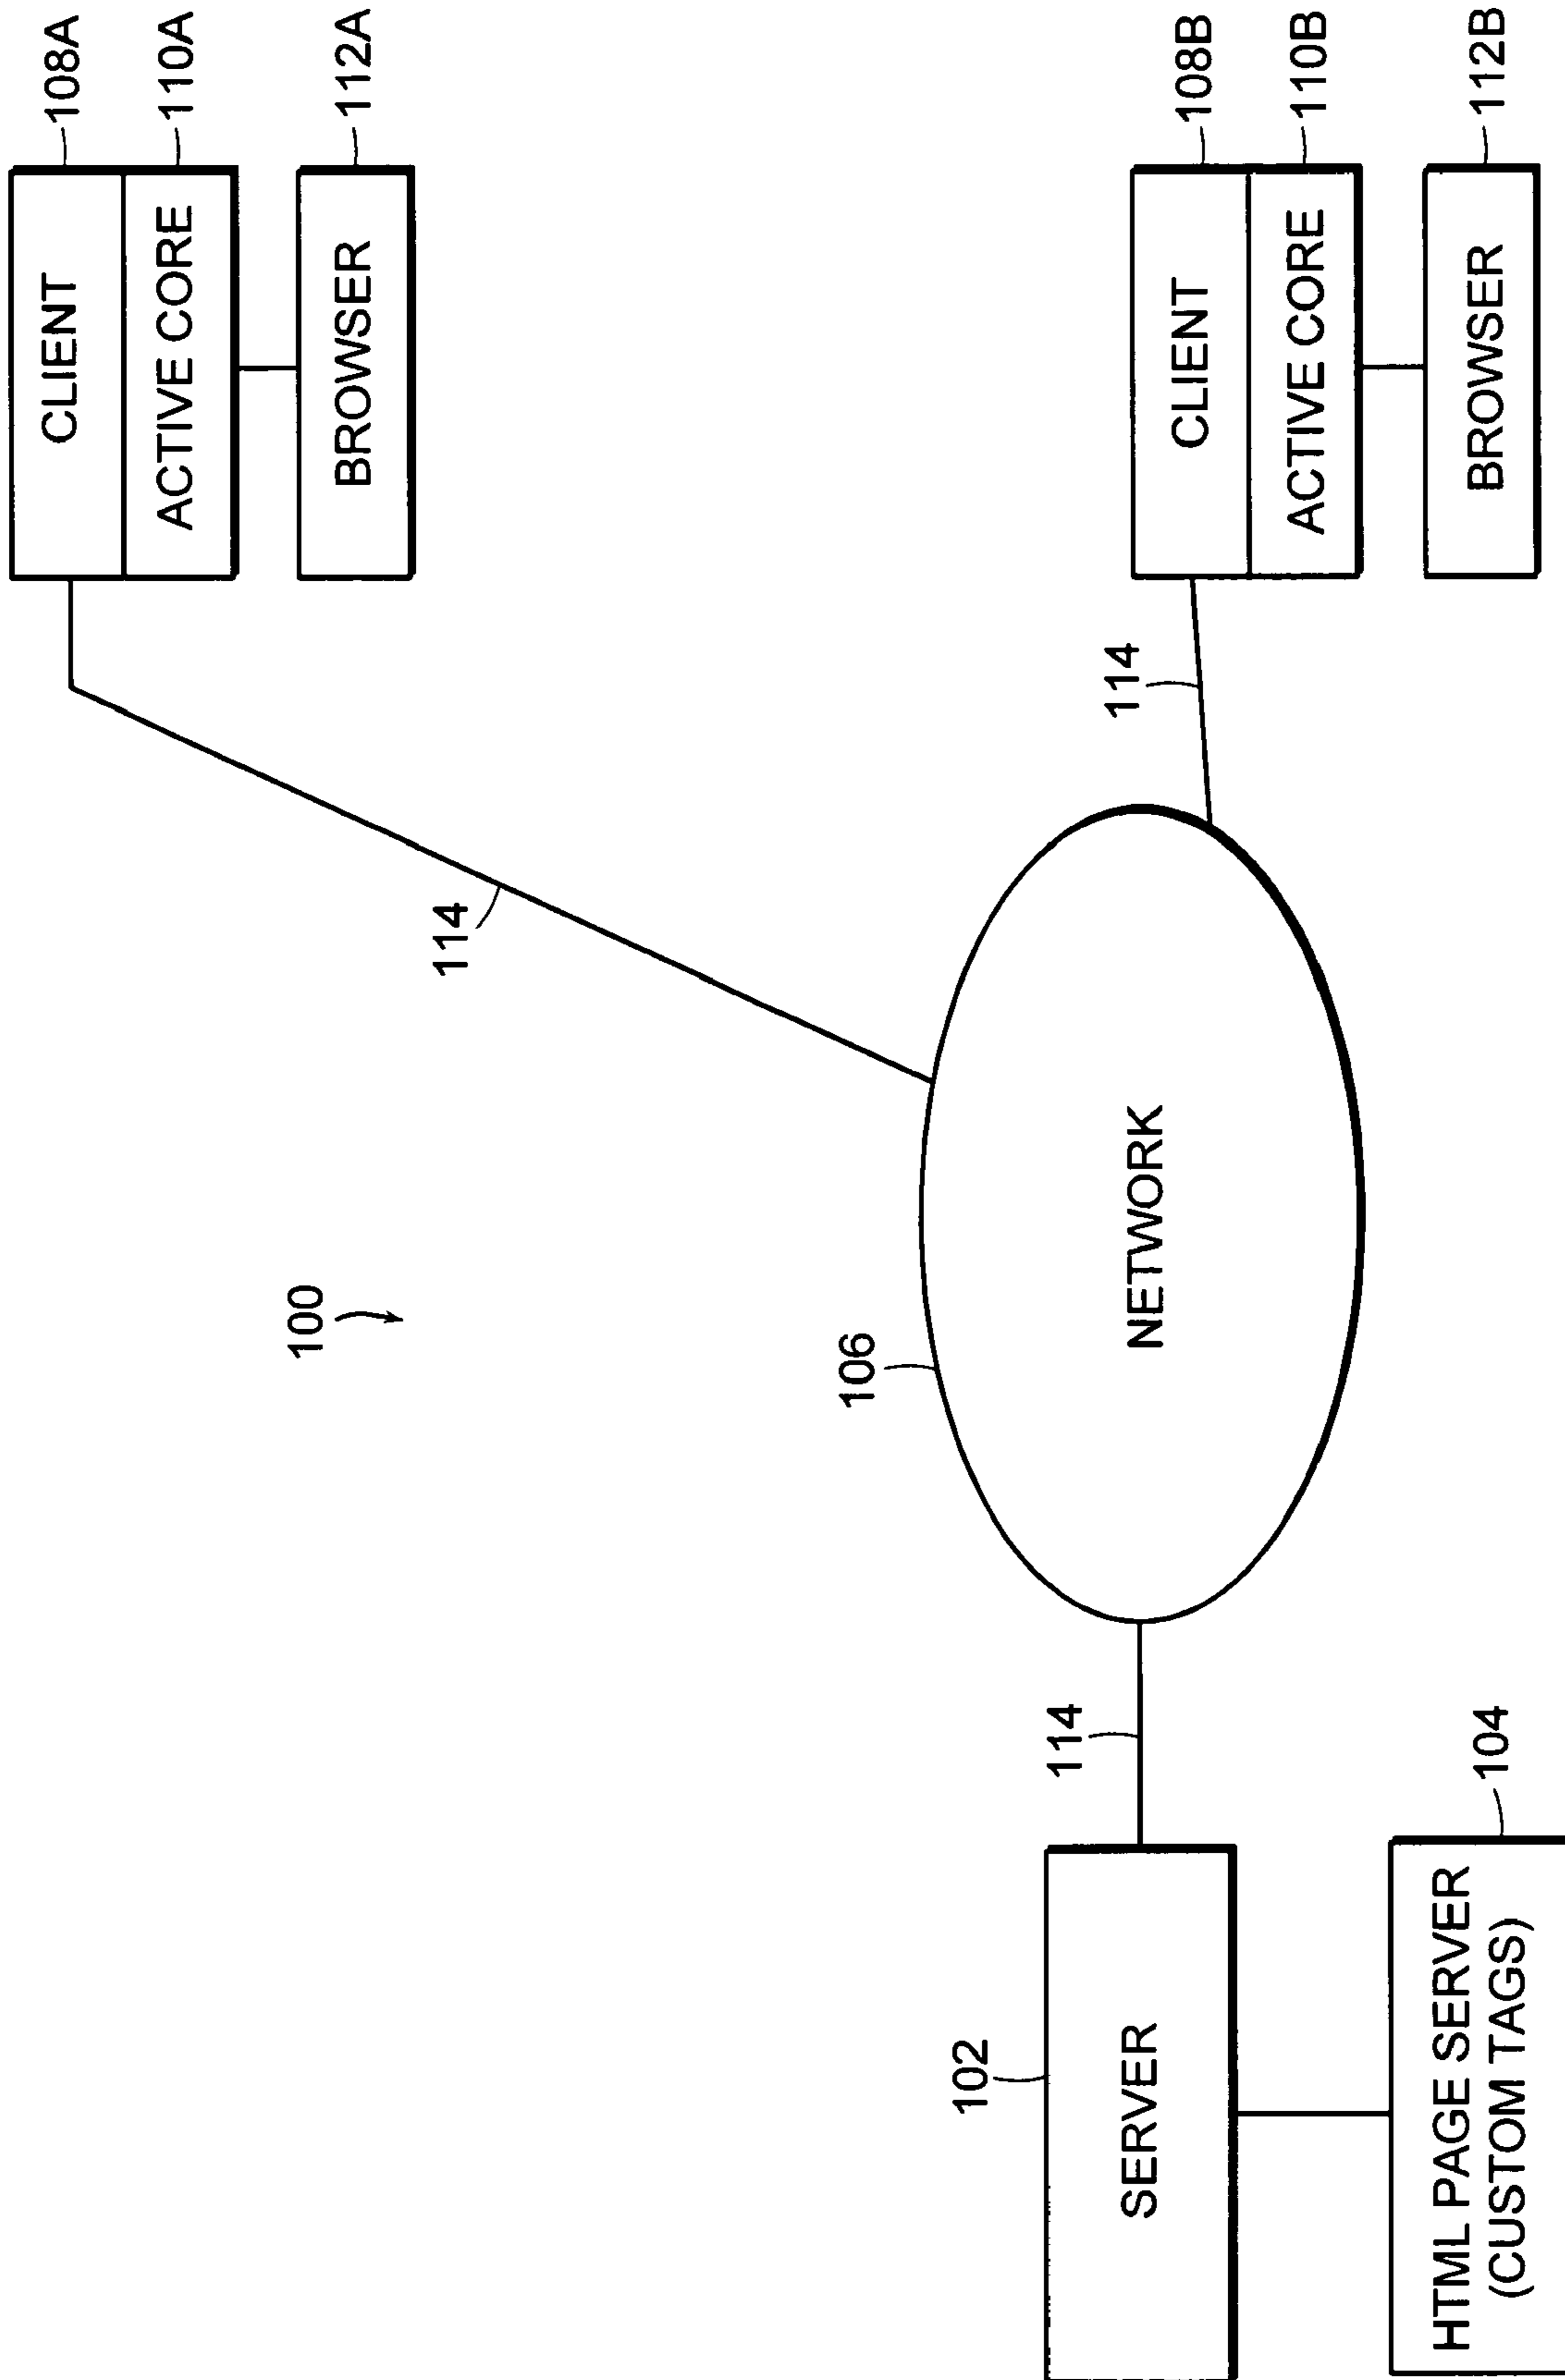 CLIENT
108A
ACTIVE CORE
110A
BROWSER
112A
100
114
106
NETWORK
102
SERVER
114
114
CLIENT
108B
ACTIVE CORE
110B
BROWSER
112B
HTML PAGE SERVER
(CUSTOM TAGS)
104